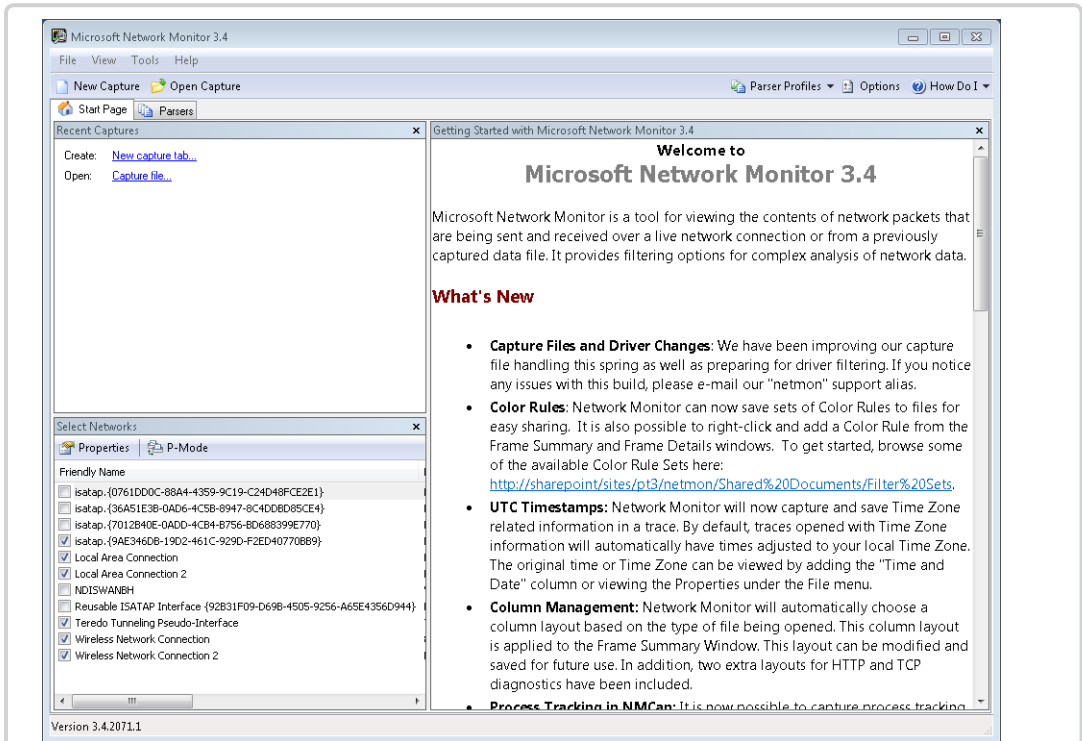 Microsoft Network Monitor 3.4
File View Tools Help
New Capture Open Capture
Parser Profiles Options How Do I
Start Page Parsers
Recent Captures
Create: New capture tab...
Open: Capture file...
Select Networks
Properties P-Mode
Friendly Name
isatap.{0761DD0C-88A4-4359-9C19-C24D48FCE2E1}
isatap.{36A51E3B-0AD6-4C5B-8947-8C4DDBD85CE4}
isatap.{7012B40E-0ADD-4CB4-B756-BD688399E770}
isatap.{9AE346DB-19D2-461C-929D-F2ED40770BB9}
Local Area Connection
Local Area Connection 2
NDISWANBH
Reusable ISATAP Interface {92B31F09-D69B-4505-9256-A65E4356D944}
Teredo Tunneling Pseudo-Interface
Wireless Network Connection
Wireless Network Connection 2
Getting Started with Microsoft Network Monitor 3.4
Welcome to
Microsoft Network Monitor 3.4
Microsoft Network Monitor is a tool for viewing the contents of network packets that
are being sent and received over a live network connection or from a previously
captured data file. It provides filtering options for complex analysis of network data.
What's New
• Capture Files and Driver Changes: We have been improving our capture
file handling this spring as well as preparing for driver filtering. If you notice
any issues with this build, please e-mail our "netmon" support alias.
• Color Rules: Network Monitor can now save sets of Color Rules to files for
easy sharing. It is also possible to right-click and add a Color Rule from the
Frame Summary and Frame Details windows. To get started, browse some
of the available Color Rule Sets here:
http://sharepoint/sites/pt3/netmon/Shared%20Documents/Filter%20Sets.
• UTC Timestamps: Network Monitor will now capture and save Time Zone
related information in a trace. By default, traces opened with Time Zone
information will automatically have times adjusted to your local Time Zone.
The original time or Time Zone can be viewed by adding the "Time and
Date" column or viewing the Properties under the File menu.
• Column Management: Network Monitor will automatically choose a
column layout based on the type of file being opened. This column layout
is applied to the Frame Summary Window. This layout can be modified and
saved for future use. In addition, two extra layouts for HTTP and TCP
diagnostics have been included.
• Process Tracking in NMCap: It is now possible to capture process tracking
Version 3.4.2071.1